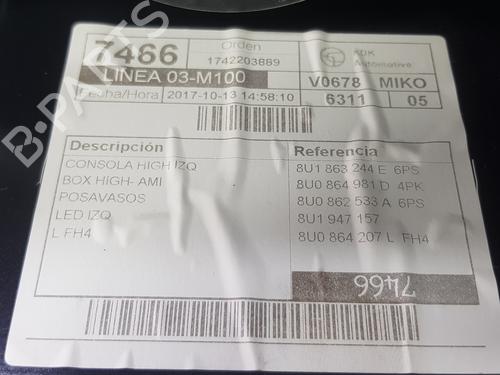 7466
Orden
1742203889
KDK
Automotive
LINEA 03-M100
V0678 MIKO
Fecha/Hora 2017-10-13 14:58:10
6311 05
Descripción Referencia
CONSOLA HIGH IZQ 8U1 863 244 E 6PS
BOX HIGH- AMI 8U0 864 981 D 4PK
POSAVASOS 8U0 862 533 A 6PS
LED IZQ 8U1 947 157
L FH4 8U0 864 207 L FH4
7466
B-PARTS